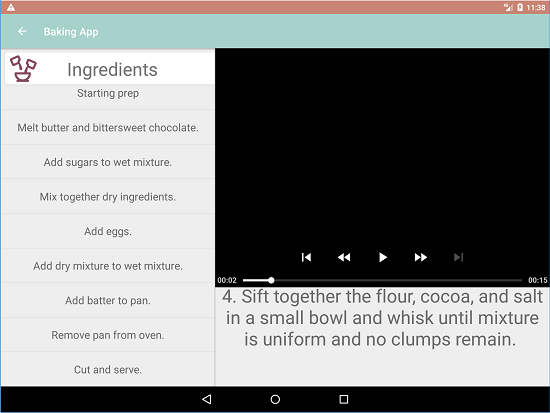 11:38
Baking App
Ingredients
Starting prep
Melt butter and bittersweet chocolate.
Add sugars to wet mixture.
Mix together dry ingredients.
Add eggs.
Add dry mixture to wet mixture.
Add batter to pan.
Remove pan from oven.
Cut and serve.
00:02
00:15
4. Sift together the flour, cocoa, and salt
in a small bowl and whisk until mixture
is uniform and no clumps remain.